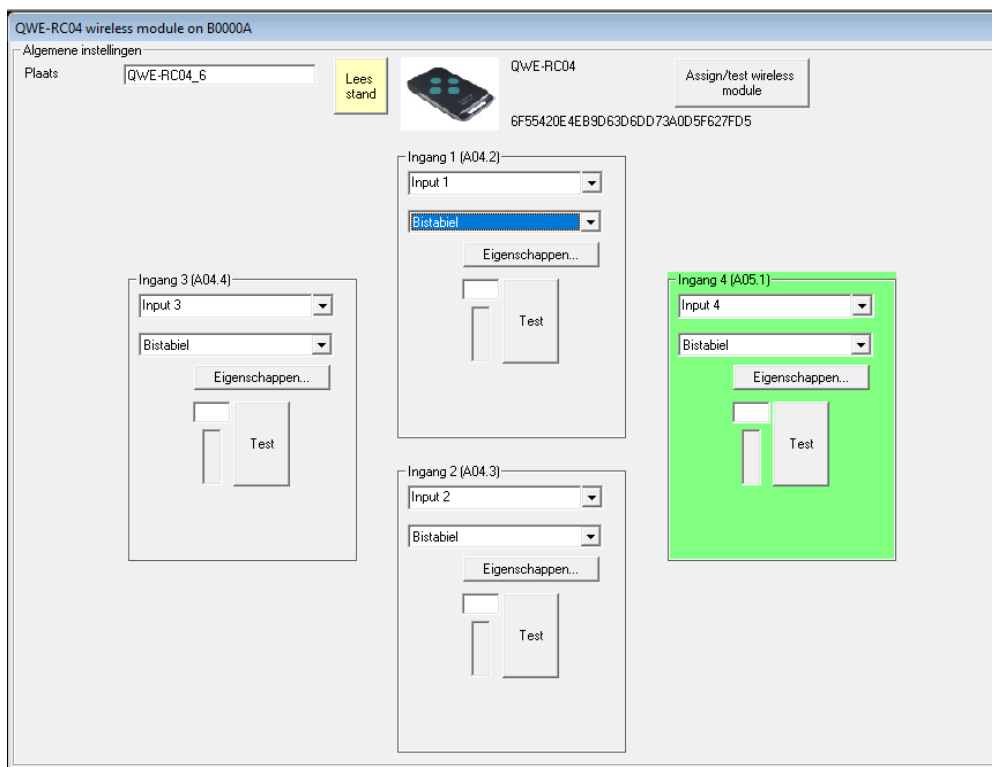 QWE-RC04 wireless module on B0000A
Algemene instellingen
Plaats
QWE-RC04_6
Lees
stand
QWE-RC04
6F55420E4EB9D63D6DD73A0D5F627FD5
Assign/test wireless
module
Ingang 1 (A04.2)
Input 1
Bistabiel
Eigenschappen...
Test
Ingang 3 (A04.4)
Input 3
Bistabiel
Eigenschappen...
Test
Ingang 4 (A05.1)
Input 4
Bistabiel
Eigenschappen...
Test
Ingang 2 (A04.3)
Input 2
Bistabiel
Eigenschappen...
Test